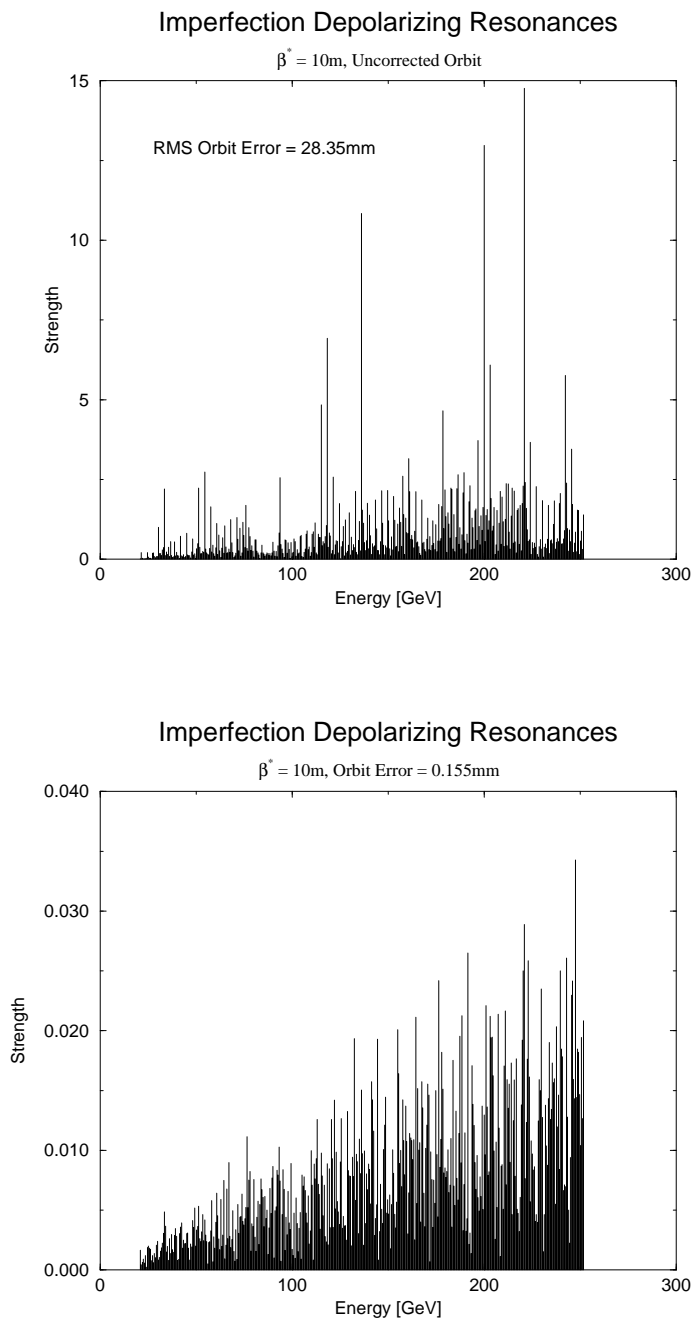 Imperfection Depolarizing Resonances
β* = 10m, Uncorrected Orbit
15
RMS Orbit Error = 28.35mm
10
Strength
5
0
0 100 200 300
Energy [GeV]
Imperfection Depolarizing Resonances
β* = 10m, Orbit Error = 0.155mm
0.040
0.030
Strength
0.020
0.010
0.000
0 100 200 300
Energy [GeV]